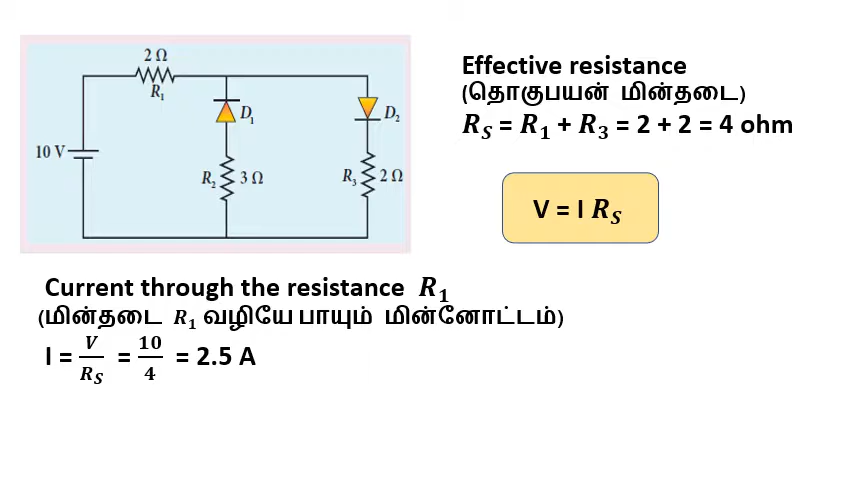 2 Ω
R₁
D₁
D₂
10 V
R₂ 3 Ω
R₃ 2 Ω
Effective resistance
(தொகுபயன் மின்தடை)
R_S = R₁ + R₃ = 2 + 2 = 4 ohm
V = I R_S
Current through the resistance R₁
(மின்தடை R₁ வழியே பாயும் மின்னோட்டம்)
I = V/R_S = 10/4 = 2.5 A